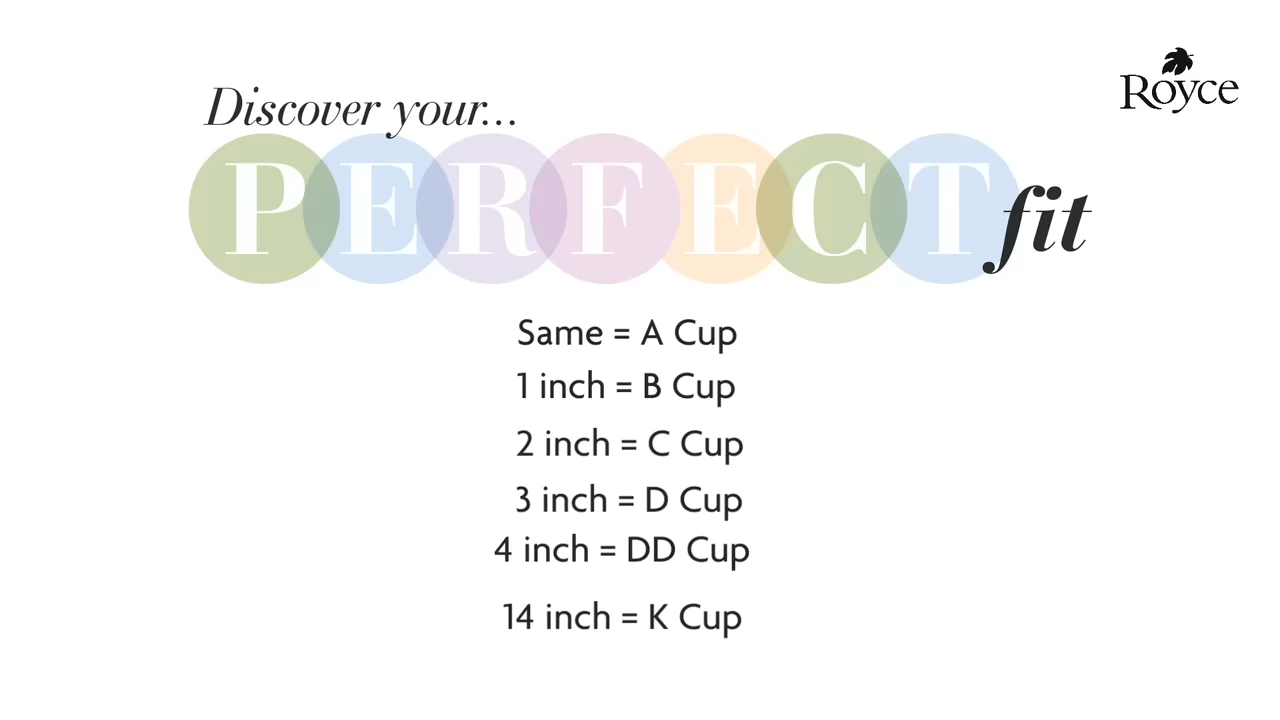 Royce
Discover your...
PERFECT fit
Same = A Cup
1 inch = B Cup
2 inch = C Cup
3 inch = D Cup
4 inch = DD Cup
14 inch = K Cup